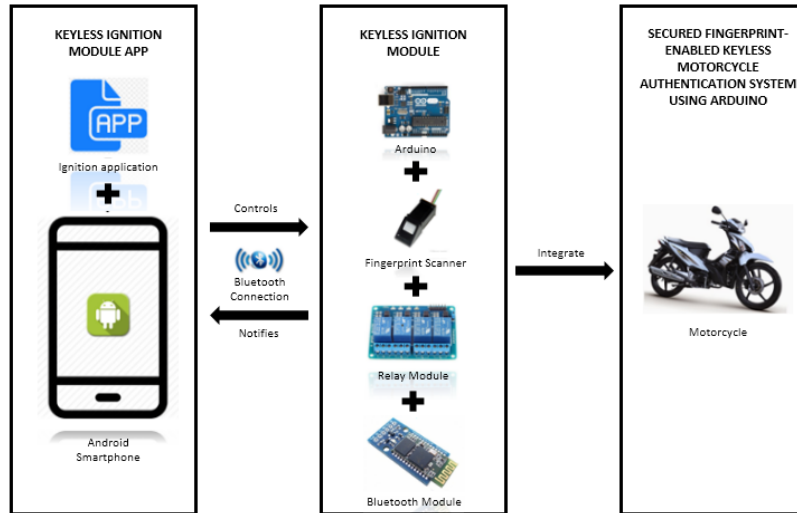 KEYLESS IGNITION
MODULE APP
APP
Ignition application
Android
Smartphone
Controls
Bluetooth
Connection
Notifies
KEYLESS IGNITION
MODULE
Arduino
Fingerprint Scanner
Relay Module
Bluetooth Module
Integrate
SECURED FINGERPRINT-
ENABLED KEYLESS
MOTORCYCLE
AUTHENTICATION SYSTEM
USING ARDUINO
Motorcycle